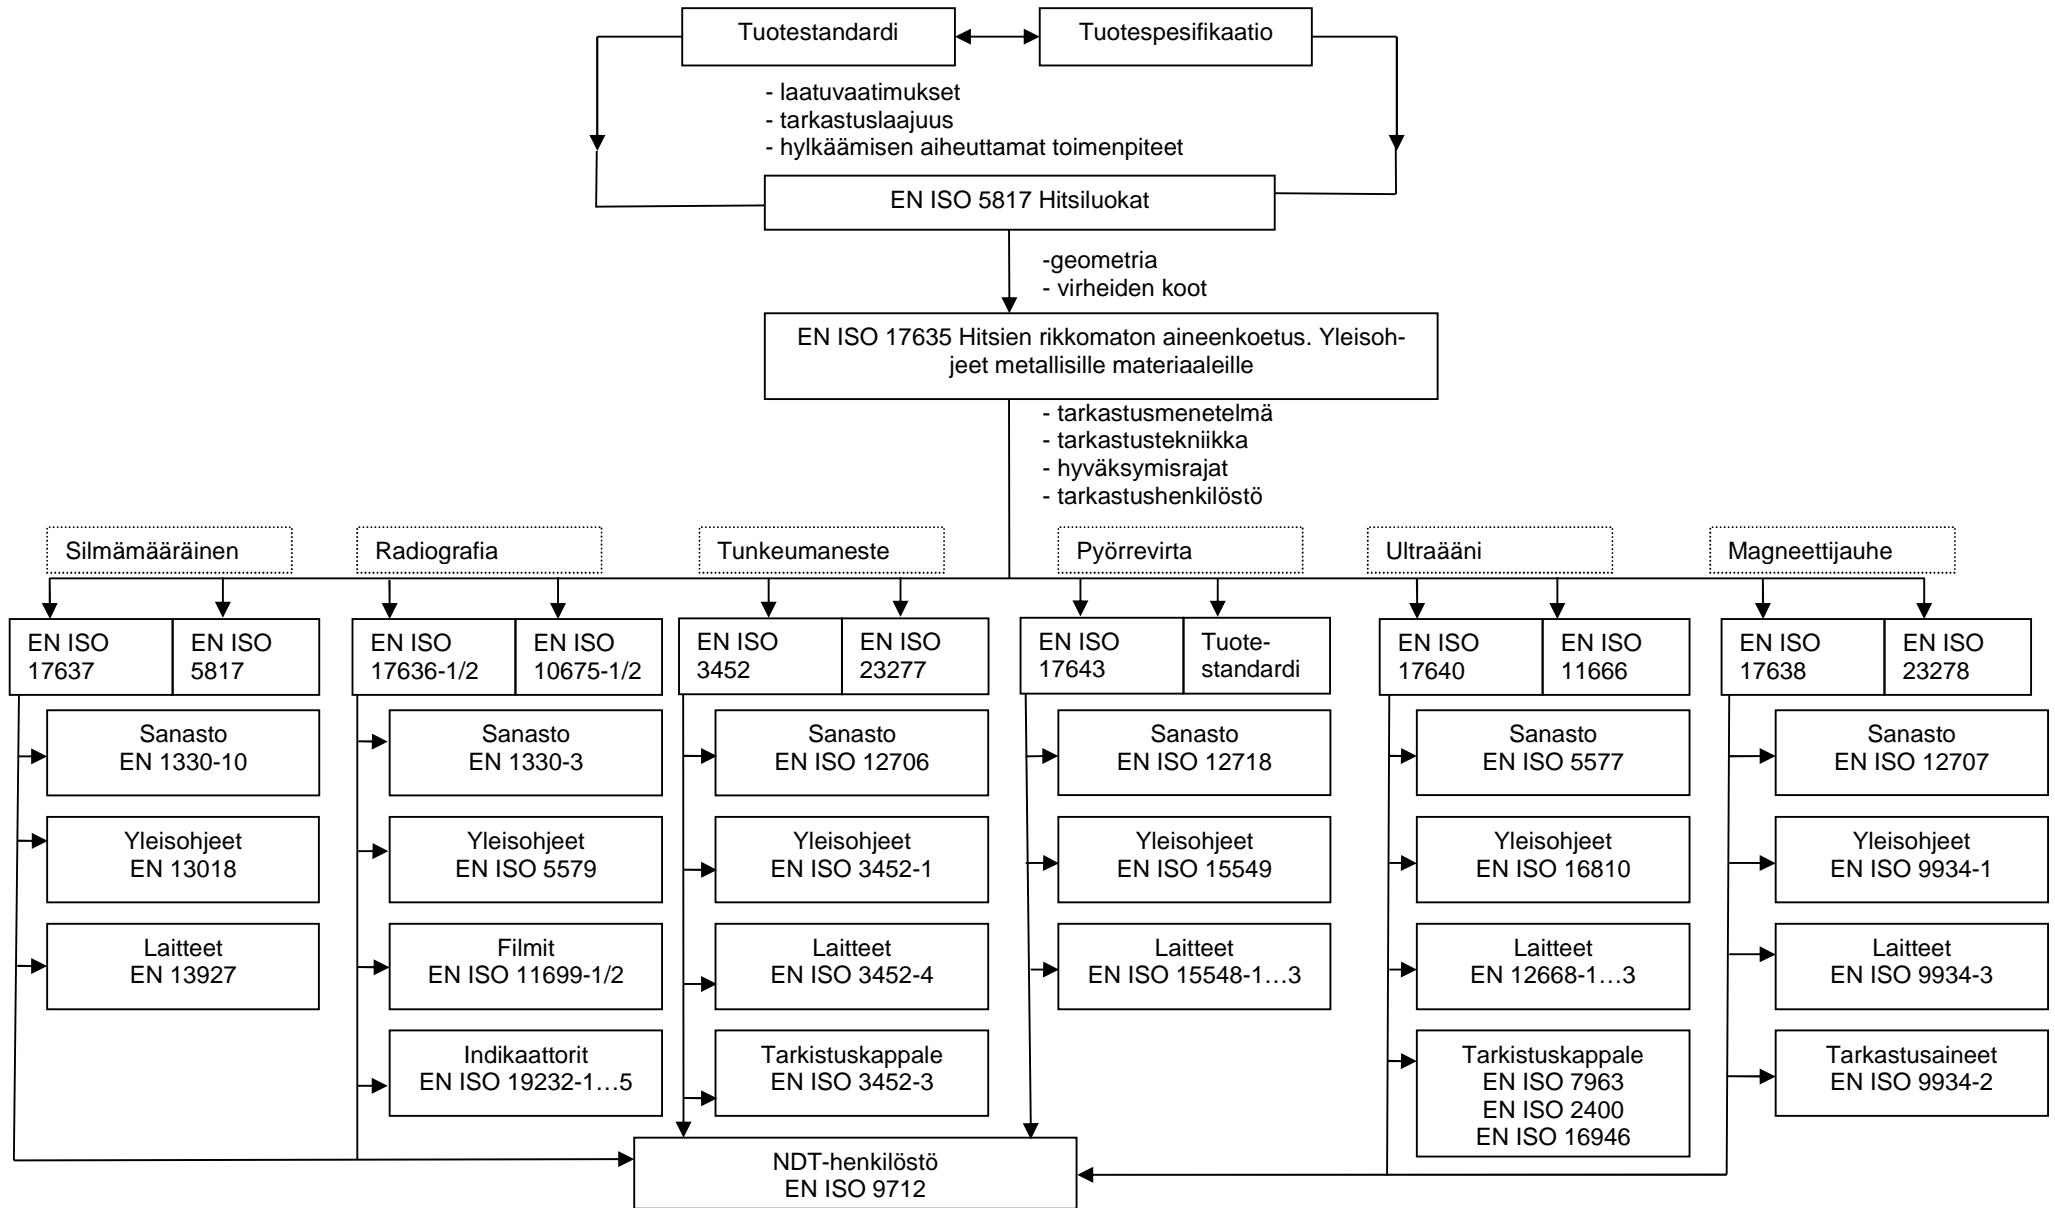 Tuotestandardi
Tuotespesifikaatio
- laatuvaatimukset
- tarkastuslaajuus
- hylkäämisen aiheuttamat toimenpiteet
EN ISO 5817 Hitsiluokat
-geometria
- virheiden koot
EN ISO 17635 Hitsien rikkomaton aineenkoetus. Yleisoh-
jeet metallisille materiaaleille
- tarkastusmenetelmä
- tarkastustekniikka
- hyväksymisrajat
- tarkastushenkilöstö
Silmämääräinen
EN ISO
17637
EN ISO
5817
Sanasto
EN 1330-10
Yleisohjeet
EN 13018
Laitteet
EN 13927
Radiografia
EN ISO
17636-1/2
EN ISO
10675-1/2
Sanasto
EN 1330-3
Yleisohjeet
EN ISO 5579
Filmit
EN ISO 11699-1/2
Indikaattorit
EN ISO 19232-1…5
Tunkeumaneste
EN ISO
3452
EN ISO
23277
Sanasto
EN ISO 12706
Yleisohjeet
EN ISO 3452-1
Laitteet
EN ISO 3452-4
Tarkistuskappale
EN ISO 3452-3
Pyörrevirta
EN ISO
17643
Tuote-
standardi
Sanasto
EN ISO 12718
Yleisohjeet
EN ISO 15549
Laitteet
EN ISO 15548-1…3
Ultraääni
EN ISO
17640
EN ISO
11666
Sanasto
EN ISO 5577
Yleisohjeet
EN ISO 16810
Laitteet
EN 12668-1…3
Tarkistuskappale
EN ISO 7963
EN ISO 2400
EN ISO 16946
Magneettijauhe
EN ISO
17638
EN ISO
23278
Sanasto
EN ISO 12707
Yleisohjeet
EN ISO 9934-1
Laitteet
EN ISO 9934-3
Tarkastusaineet
EN ISO 9934-2
NDT-henkilöstö
EN ISO 9712